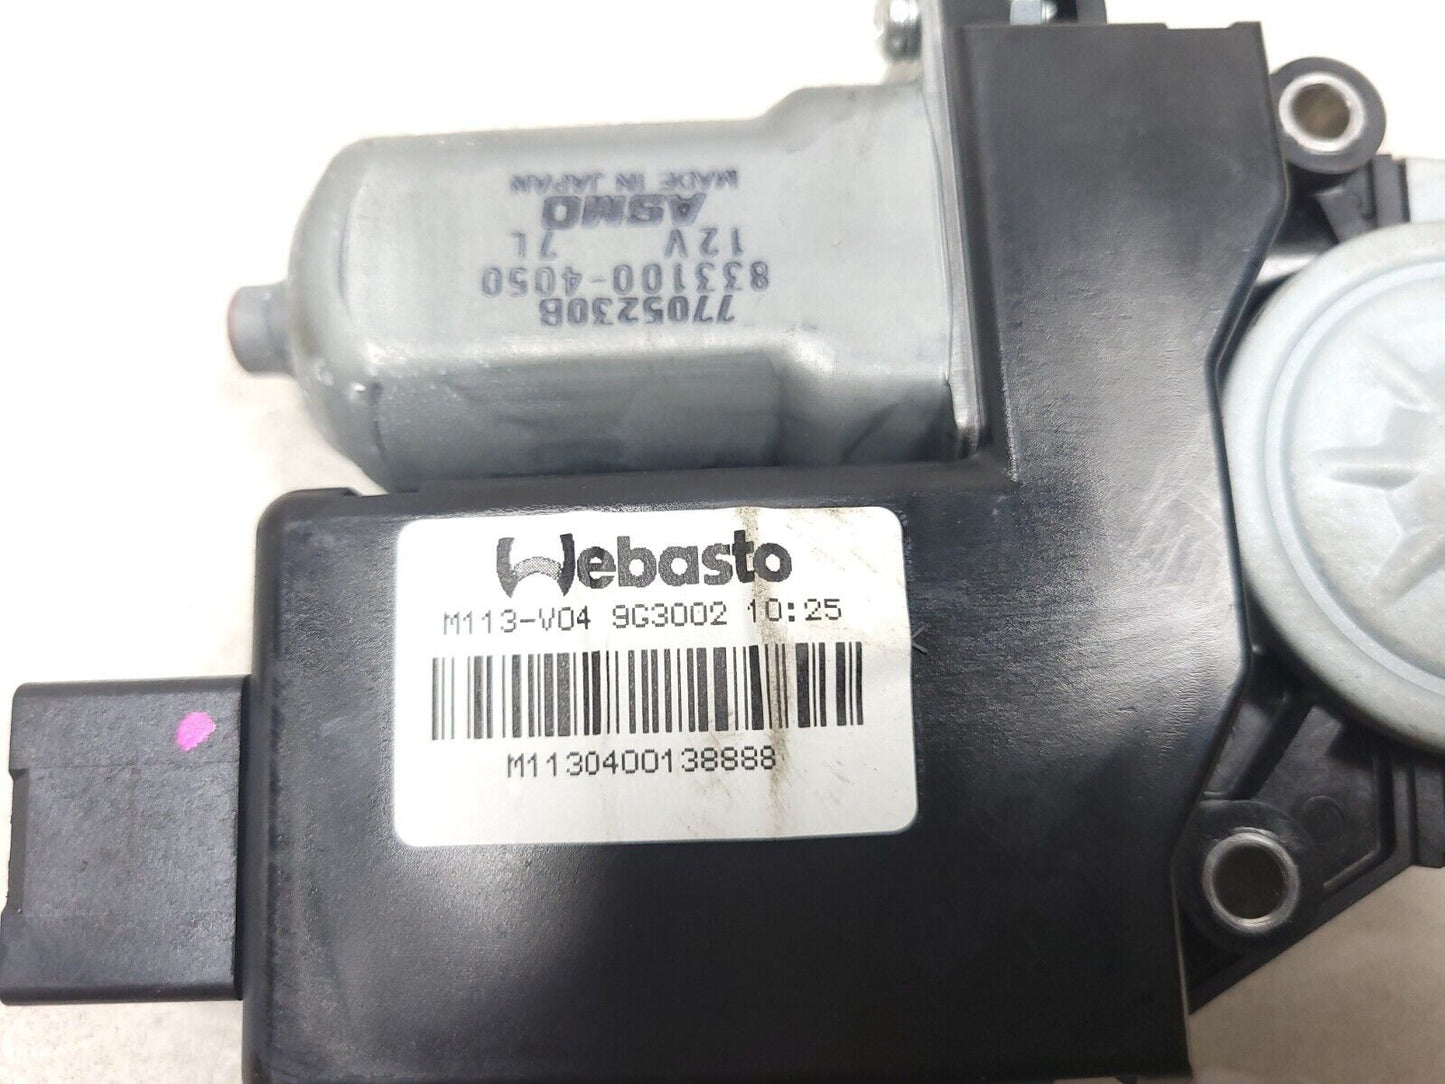 MADE IN JAPAN
ASMO
12V 7L
833100-4050
7705230B
Webasto
M113-V04 9G3002 10:25
M1130400138888